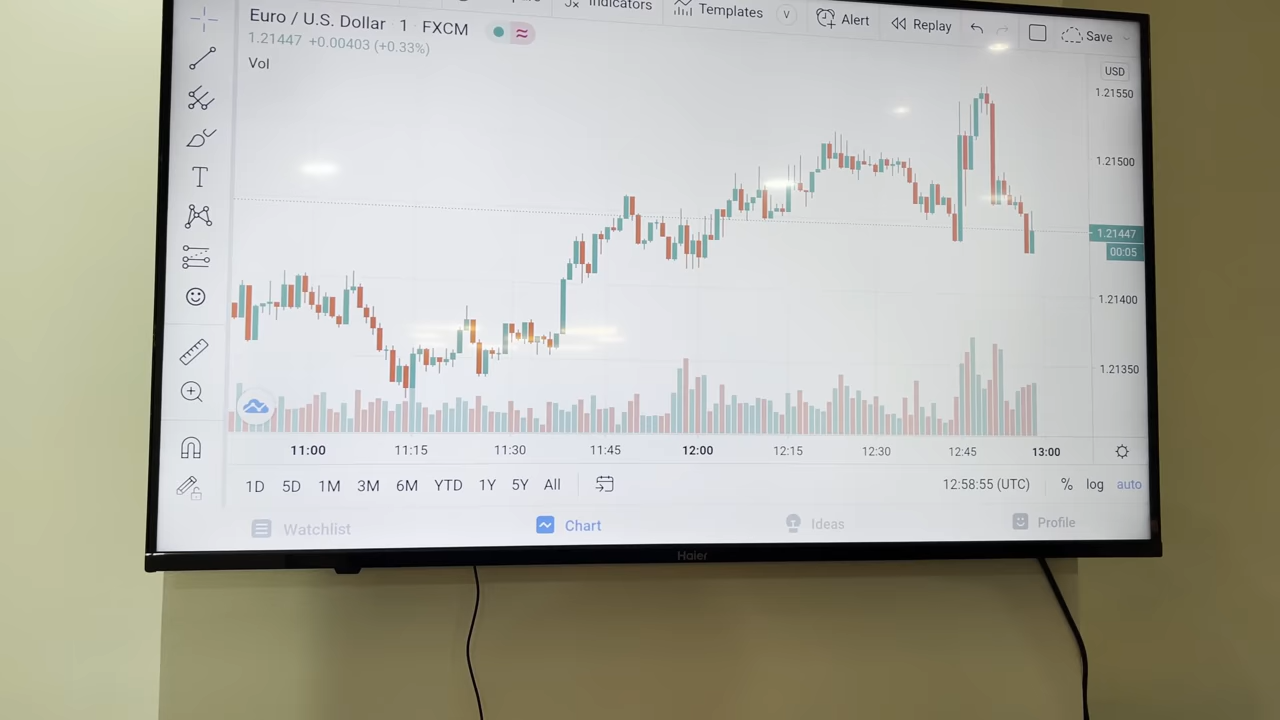 Indicators
Templates
Alert
Replay
Save
Euro / U.S. Dollar · 1 · FXCM
1.21447 +0.00403 (+0.33%)
Vol
USD
1.21550
1.21500
1.21447
00:05
1.21400
1.21350
T
11:00 11:15 11:30 11:45 12:00 12:15 12:30 12:45 13:00
1D 5D 1M 3M 6M YTD 1Y 5Y All
12:58:55 (UTC) % log auto
Watchlist Chart Ideas Profile
Haier